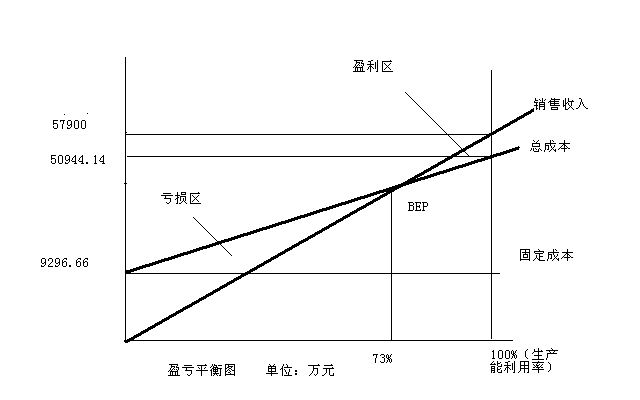 盈利区
销售收入
57900
总成本
50944.14
亏损区
BEP
9296.66
固定成本
73%
100%（生产
能利用率）
盈亏平衡图 单位：万元